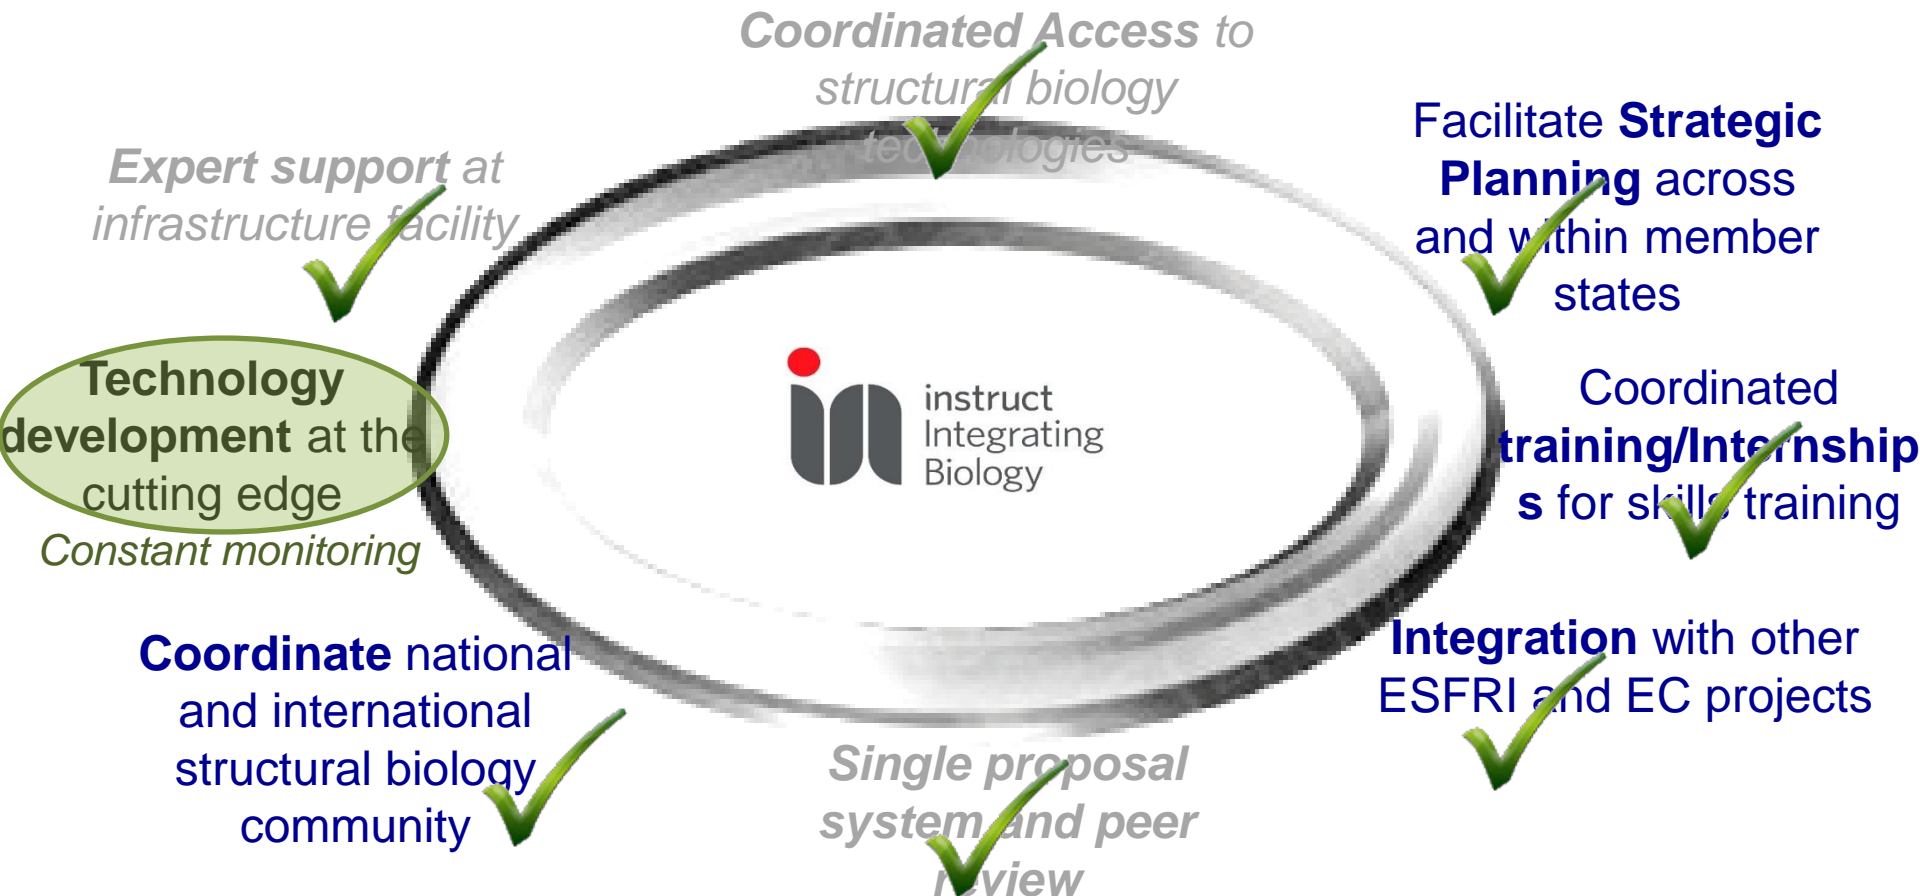 Coordinated Access to
structural biology
technologies
Expert support at
infrastructure facility
Facilitate Strategic
Planning across
and within member
states
Technology
development at the
cutting edge
Constant monitoring
instruct
Integrating
Biology
Coordinated
training/Internship
s for skills training
Coordinate national
and international
structural biology
community
Integration with other
ESFRI and EC projects
Single proposal
system and peer
review